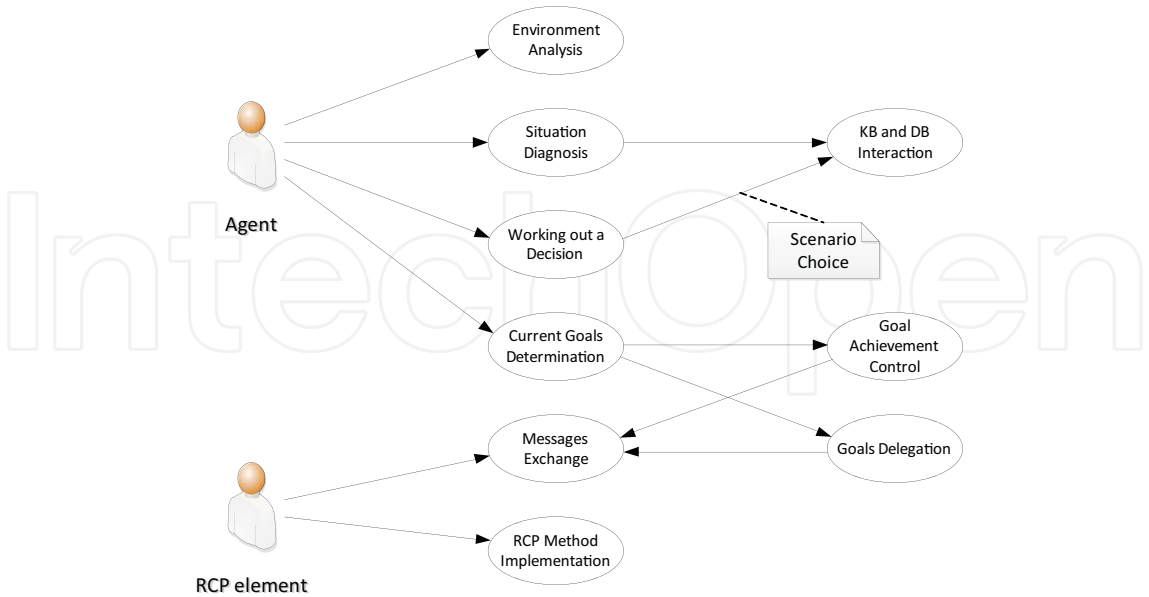 Environment
Analysis
Situation
Diagnosis
KB and DB
Interaction
Agent
Working out a
Decision
Scenario
Choice
Current Goals
Determination
Goal
Achievement
Control
Messages
Exchange
Goals Delegation
RCP Method
Implementation
RCP element
IntechOpen